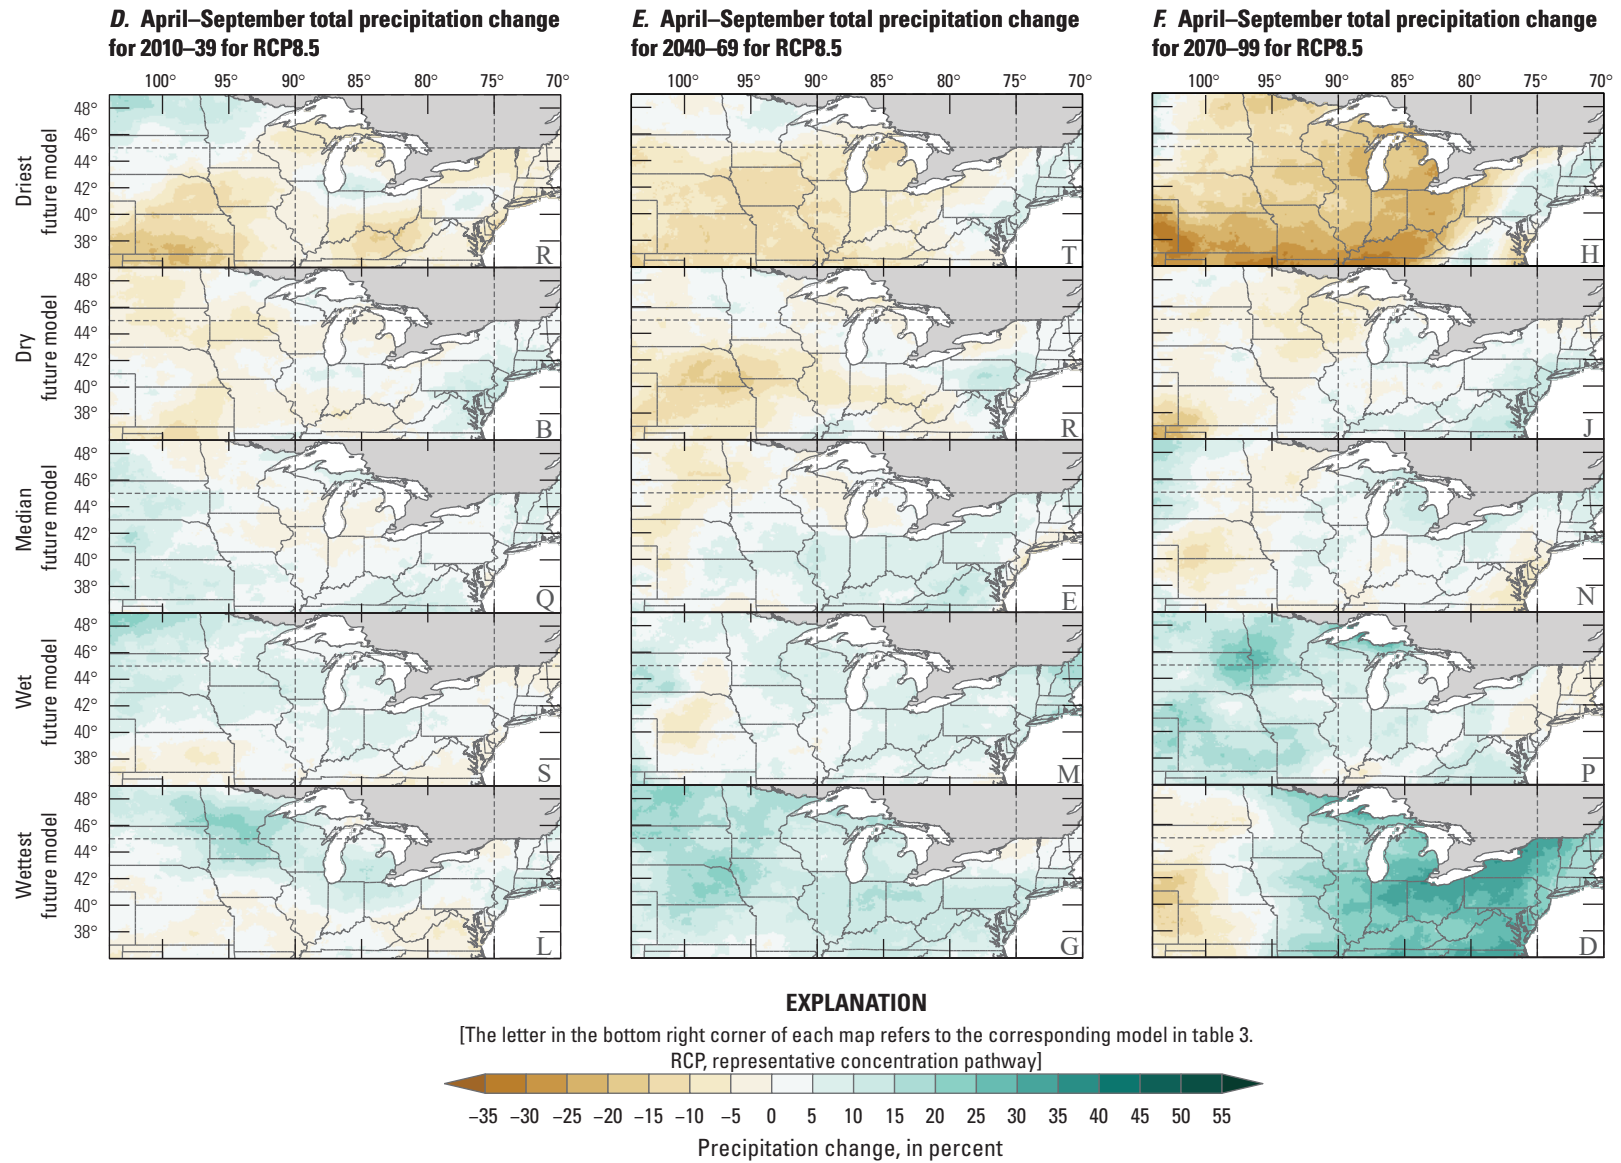 D. April–September total precipitation change
for 2010–39 for RCP8.5
E. April–September total precipitation change
for 2040–69 for RCP8.5
F. April–September total precipitation change
for 2070–99 for RCP8.5
100° 95° 90° 85° 80° 75° 70°
100° 95° 90° 85° 80° 75° 70°
100° 95° 90° 85° 80° 75° 70°
Driest
future model
48°
46°
44°
42°
40°
38°
R
T
H
Dry
future model
48°
46°
44°
42°
40°
38°
B
R
J
Median
future model
48°
46°
44°
42°
40°
38°
Q
E
N
Wet
future model
48°
46°
44°
42°
40°
38°
S
M
P
Wettest
future model
48°
46°
44°
42°
40°
38°
L
G
D
EXPLANATION
[The letter in the bottom right corner of each map refers to the corresponding model in table 3.
RCP, representative concentration pathway]
−35 −30 −25 −20 −15 −10 −5 0 5 10 15 20 25 30 35 40 45 50 55
Precipitation change, in percent